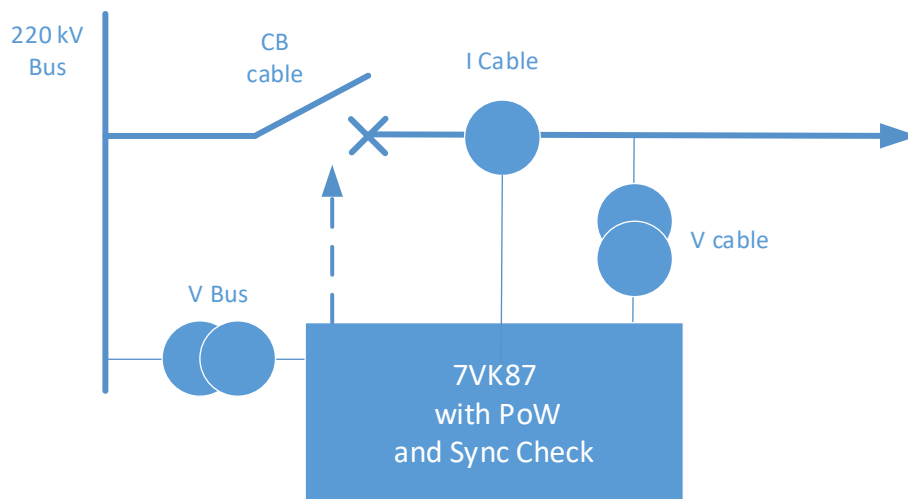 220 kV
Bus
CB
cable
I Cable
V cable
V Bus
7VK87
with PoW
and Sync Check